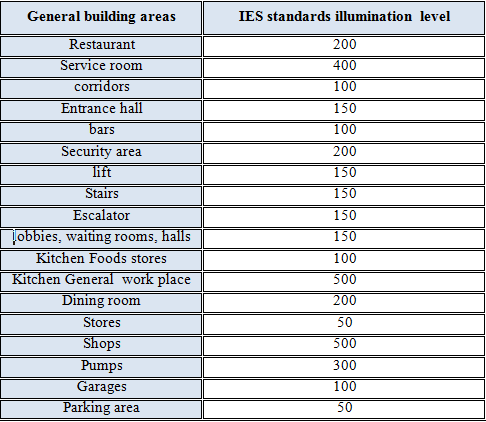 General building areas IES standards illumination level
Restaurant 200
Service room 400
corridors 100
Entrance hall 150
bars 100
Security area 200
lift 150
Stairs 150
Escalator 150
lobbies, waiting rooms, halls 150
Kitchen Foods stores 100
Kitchen General work place 500
Dining room 200
Stores 50
Shops 500
Pumps 300
Garages 100
Parking area 50